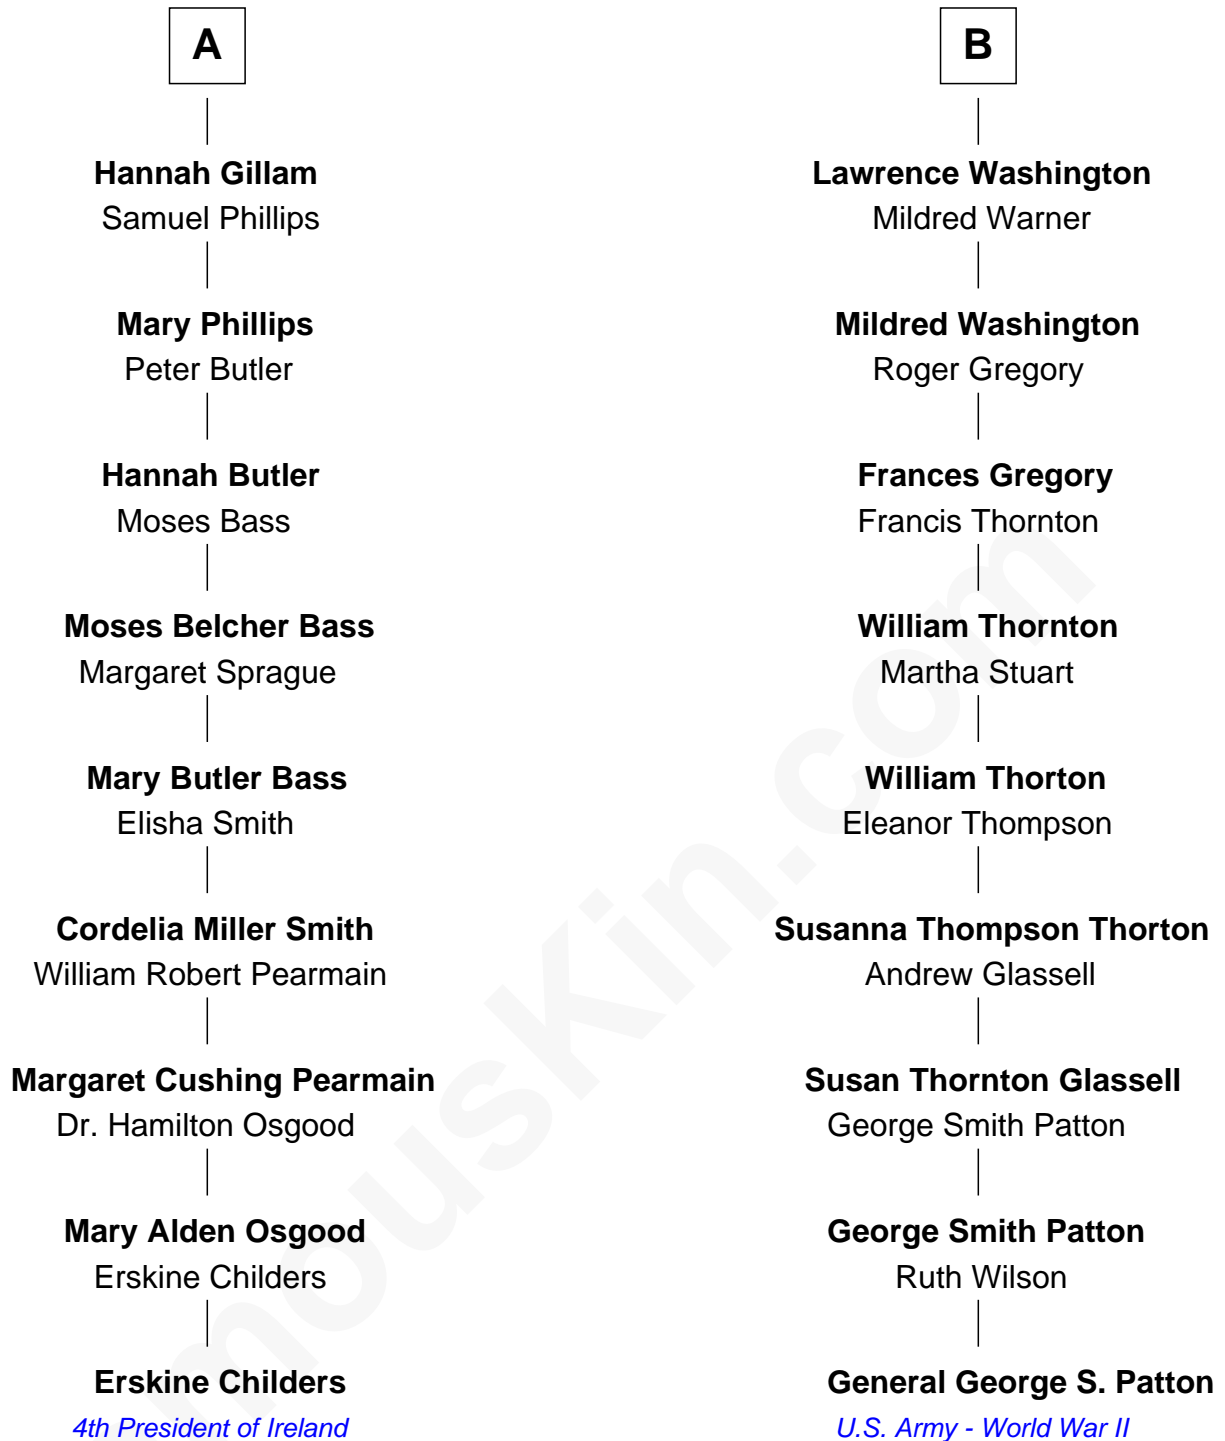 A
Hannah Gillam
Samuel Phillips
Mary Phillips
Peter Butler
Hannah Butler
Moses Bass
Moses Belcher Bass
Margaret Sprague
Mary Butler Bass
Elisha Smith
Cordelia Miller Smith
William Robert Pearmain
Margaret Cushing Pearmain
Dr. Hamilton Osgood
Mary Alden Osgood
Erskine Childers
Erskine Childers
4th President of Ireland
B
Lawrence Washington
Mildred Warner
Mildred Washington
Roger Gregory
Frances Gregory
Francis Thornton
William Thornton
Martha Stuart
William Thorton
Eleanor Thompson
Susanna Thompson Thorton
Andrew Glassell
Susan Thornton Glassell
George Smith Patton
George Smith Patton
Ruth Wilson
General George S. Patton
U.S. Army - World War II
mousKin.com